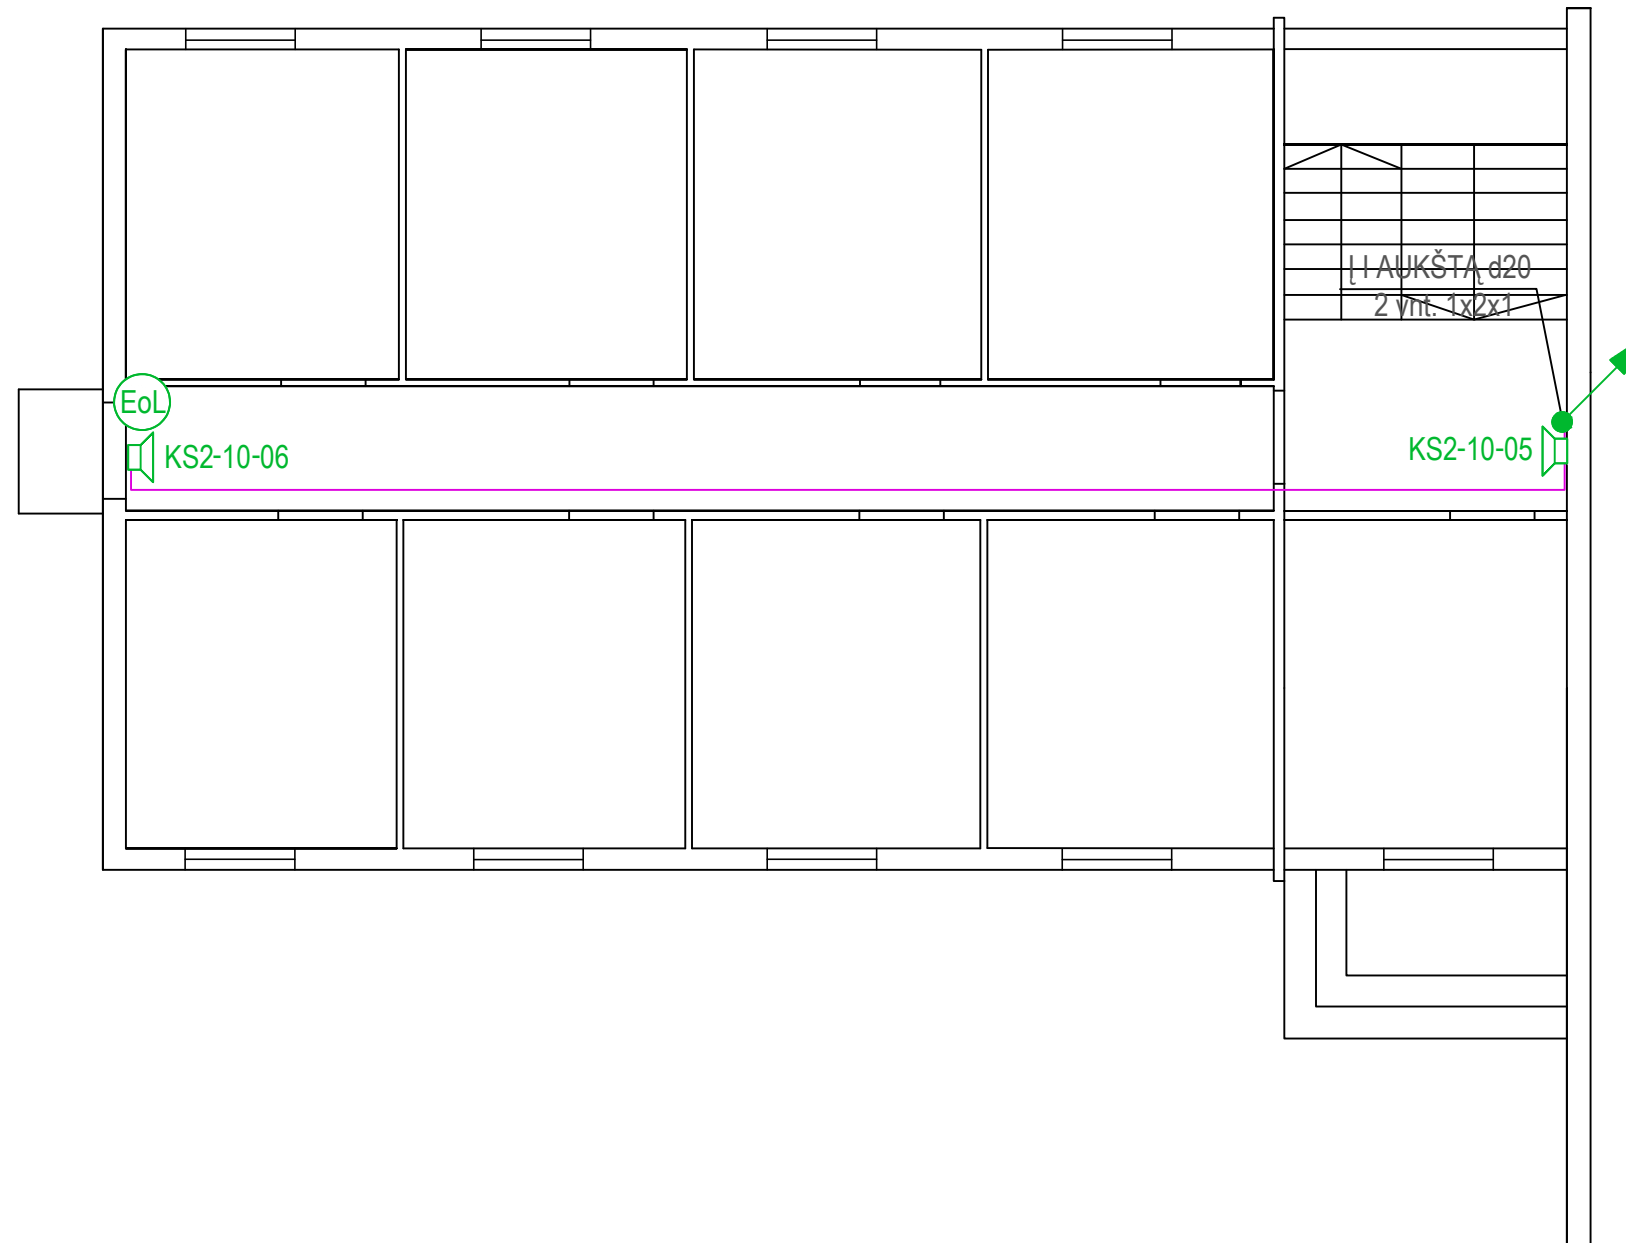 Į I AUKŠTĄ d20
2 vnt. 1x2x1
EoL
KS2-10-06
KS2-10-05